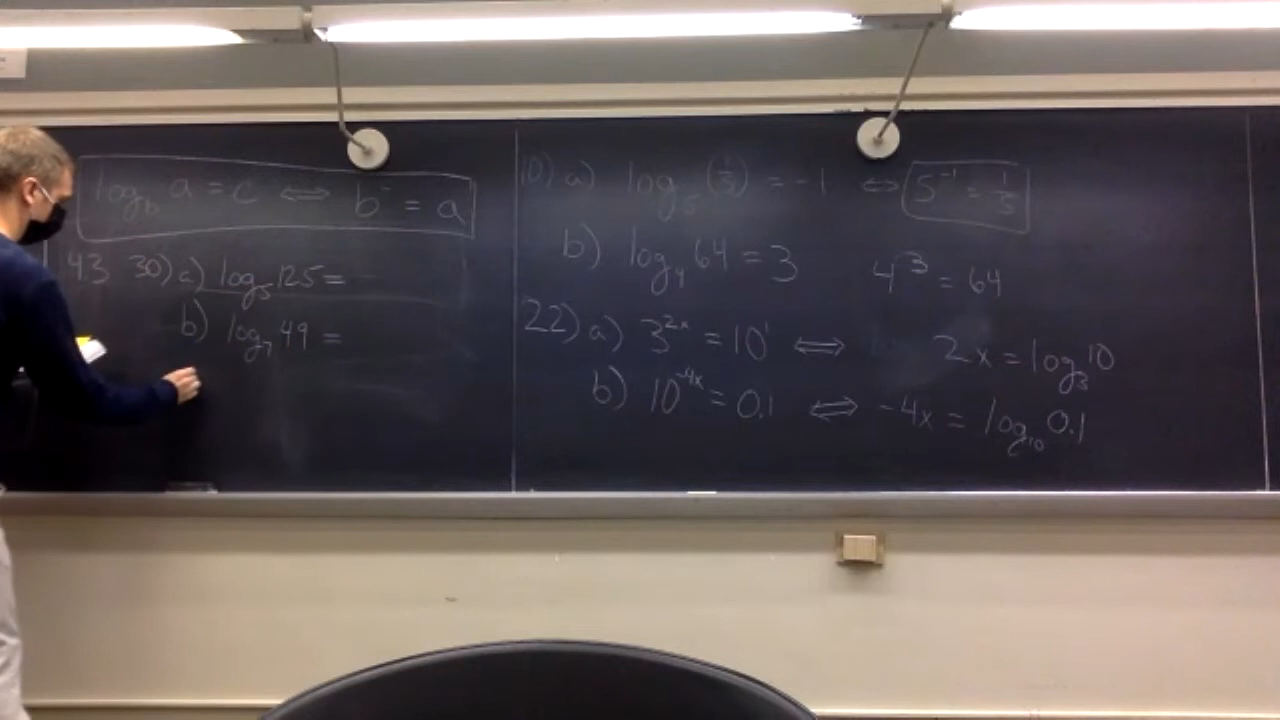 log_b a = c ⟺ b = a
43 30) a) log_5 125 =
b) log_7 49 =
10) a) log_5 (1/5) = -1 ⟺ 5^-1 = 1/5
b) log_4 64 = 3 4^3 = 64
22) a) 3^2x = 10^1 ⟺ 2x = log_3 10
b) 10^-4x = 0.1 ⟺ -4x = log_10 0.1